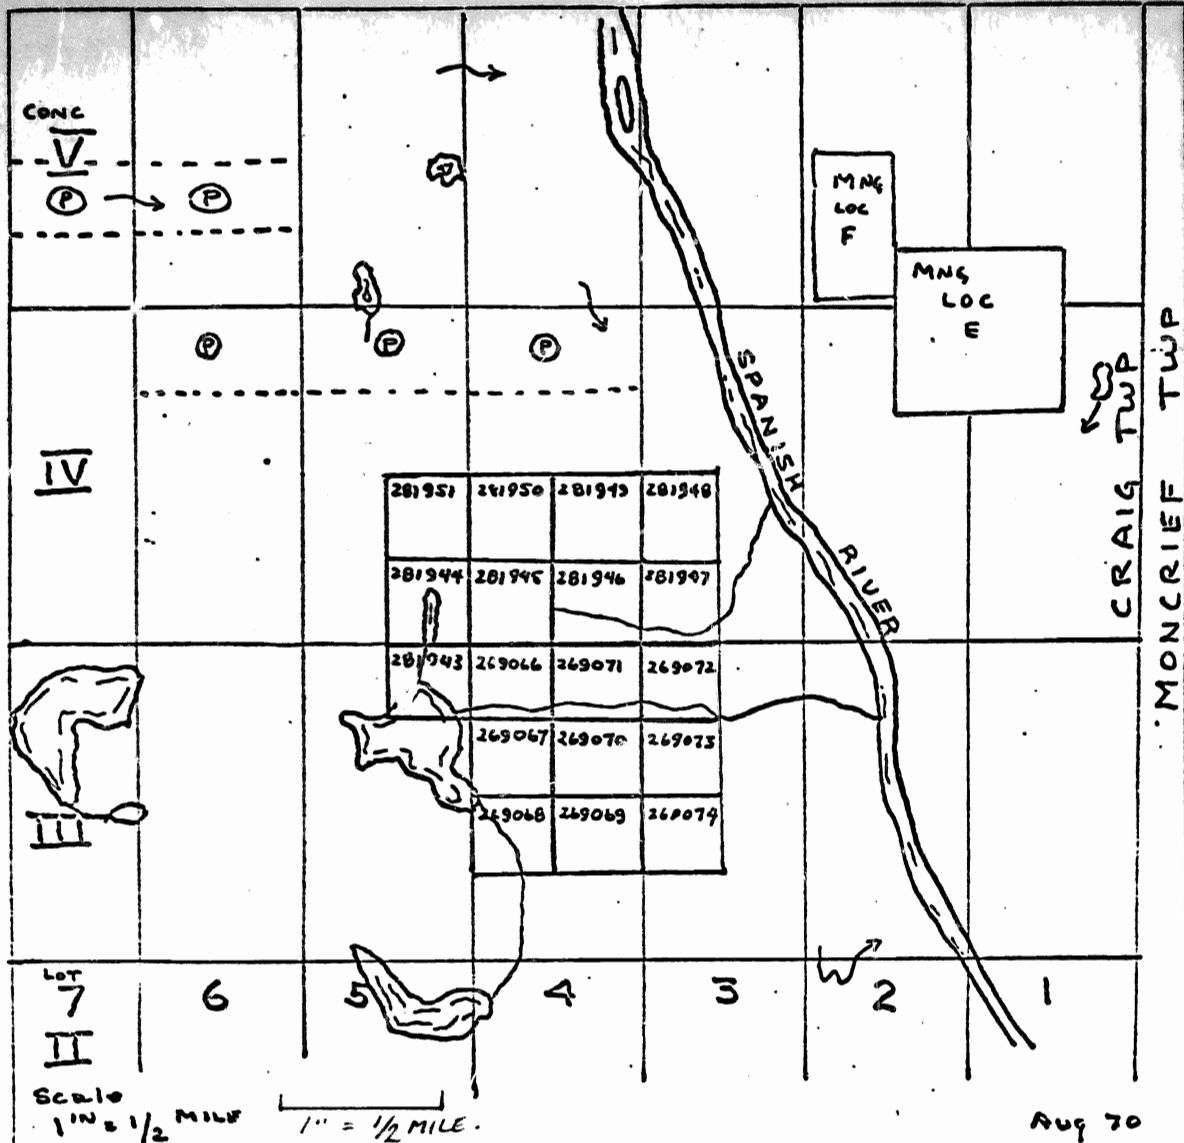 CONC
V
P P
MNG
LOC
F
MNG
LOC
E
P P P
SPANISH
RIVER
CRAIG TWP
MONCRIEF TWP
IV
281951 281950 281949 281948
281944 281945 281946 281947
281943 269066 269071 269072
269067 269070 269073
269068 269069 269074
III
LOT
7 6 5 4 3 2 1
II
Scale
1 IN = 1/2 MILE
1" = 1/2 MILE.
Aug 70